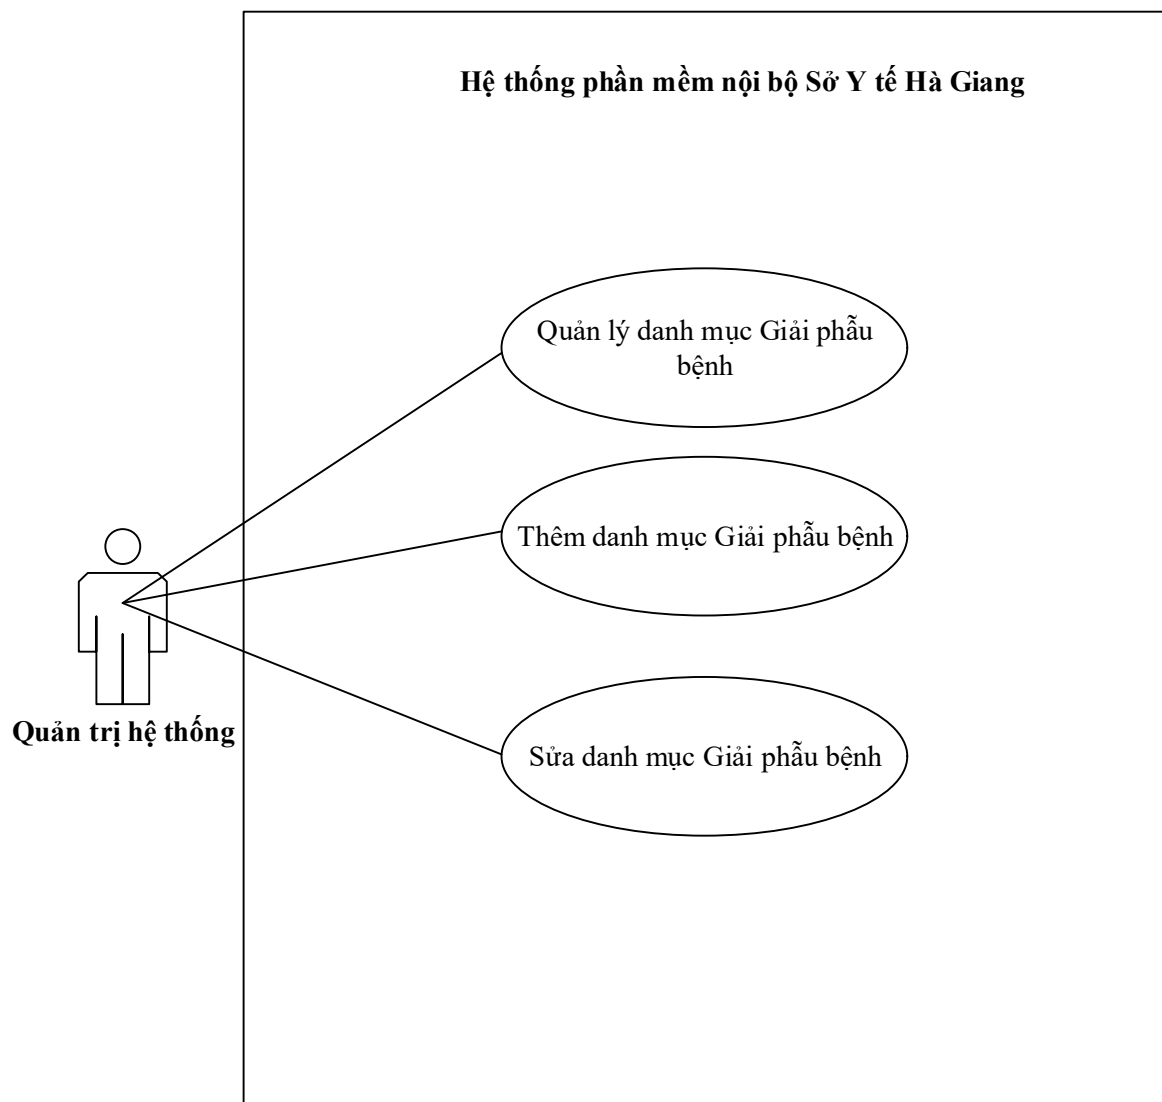 Hệ thống phần mềm nội bộ Sở Y tế Hà Giang
Quản lý danh mục Giải phẫu
bệnh
Thêm danh mục Giải phẫu bệnh
Quản trị hệ thống
Sửa danh mục Giải phẫu bệnh